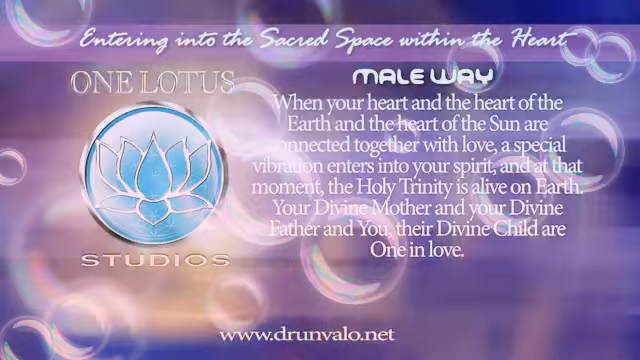 Entering into the Sacred Space within the Heart
ONE LOTUS
STUDIOS
MALE WAY
When your heart and the heart of the
Earth and the heart of the Sun are
connected together with love, a special
vibration enters into your spirit, and at that
moment, the Holy Trinity is alive on Earth.
Your Divine Mother and your Divine
Father and You, their Divine Child are
One in love.
www.drunvalo.net